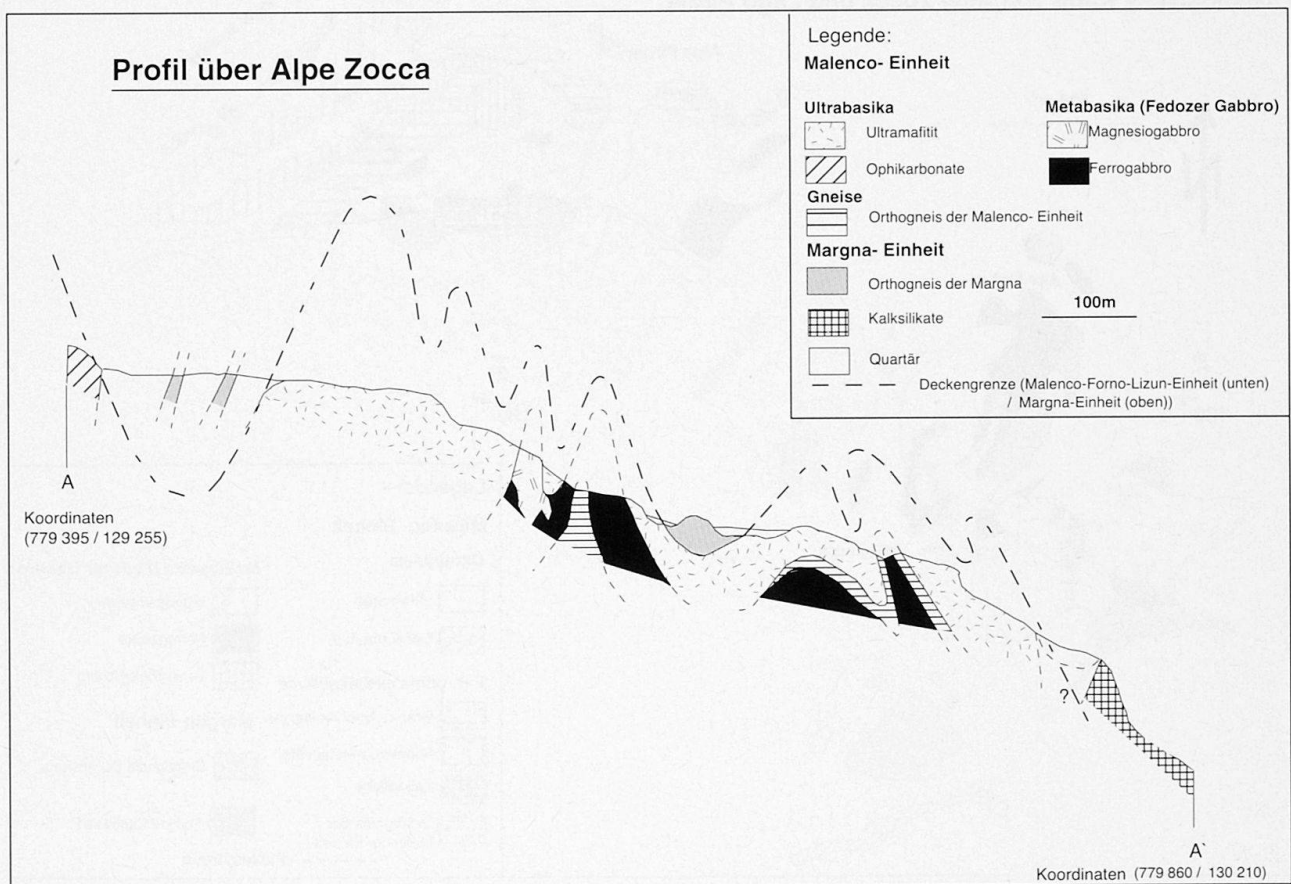 Profil über Alpe Zocca
Legende:
Malenco- Einheit
Ultrabasika
Ultramafitit
Ophikarbonate
Metabasika (Fedozer Gabbro)
Magnesiogabbro
Ferrogabbro
Gneise
Orthogneis der Malenco- Einheit
Margna- Einheit
Orthogneis der Margna
Kalksilikate
Quartär
100m
Deckengrenze (Malenco-Forno-Lizun-Einheit (unten)
/ Margna-Einheit (oben))
A
Koordinaten
(779 395 / 129 255)
?
A`
Koordinaten (779 860 / 130 210)